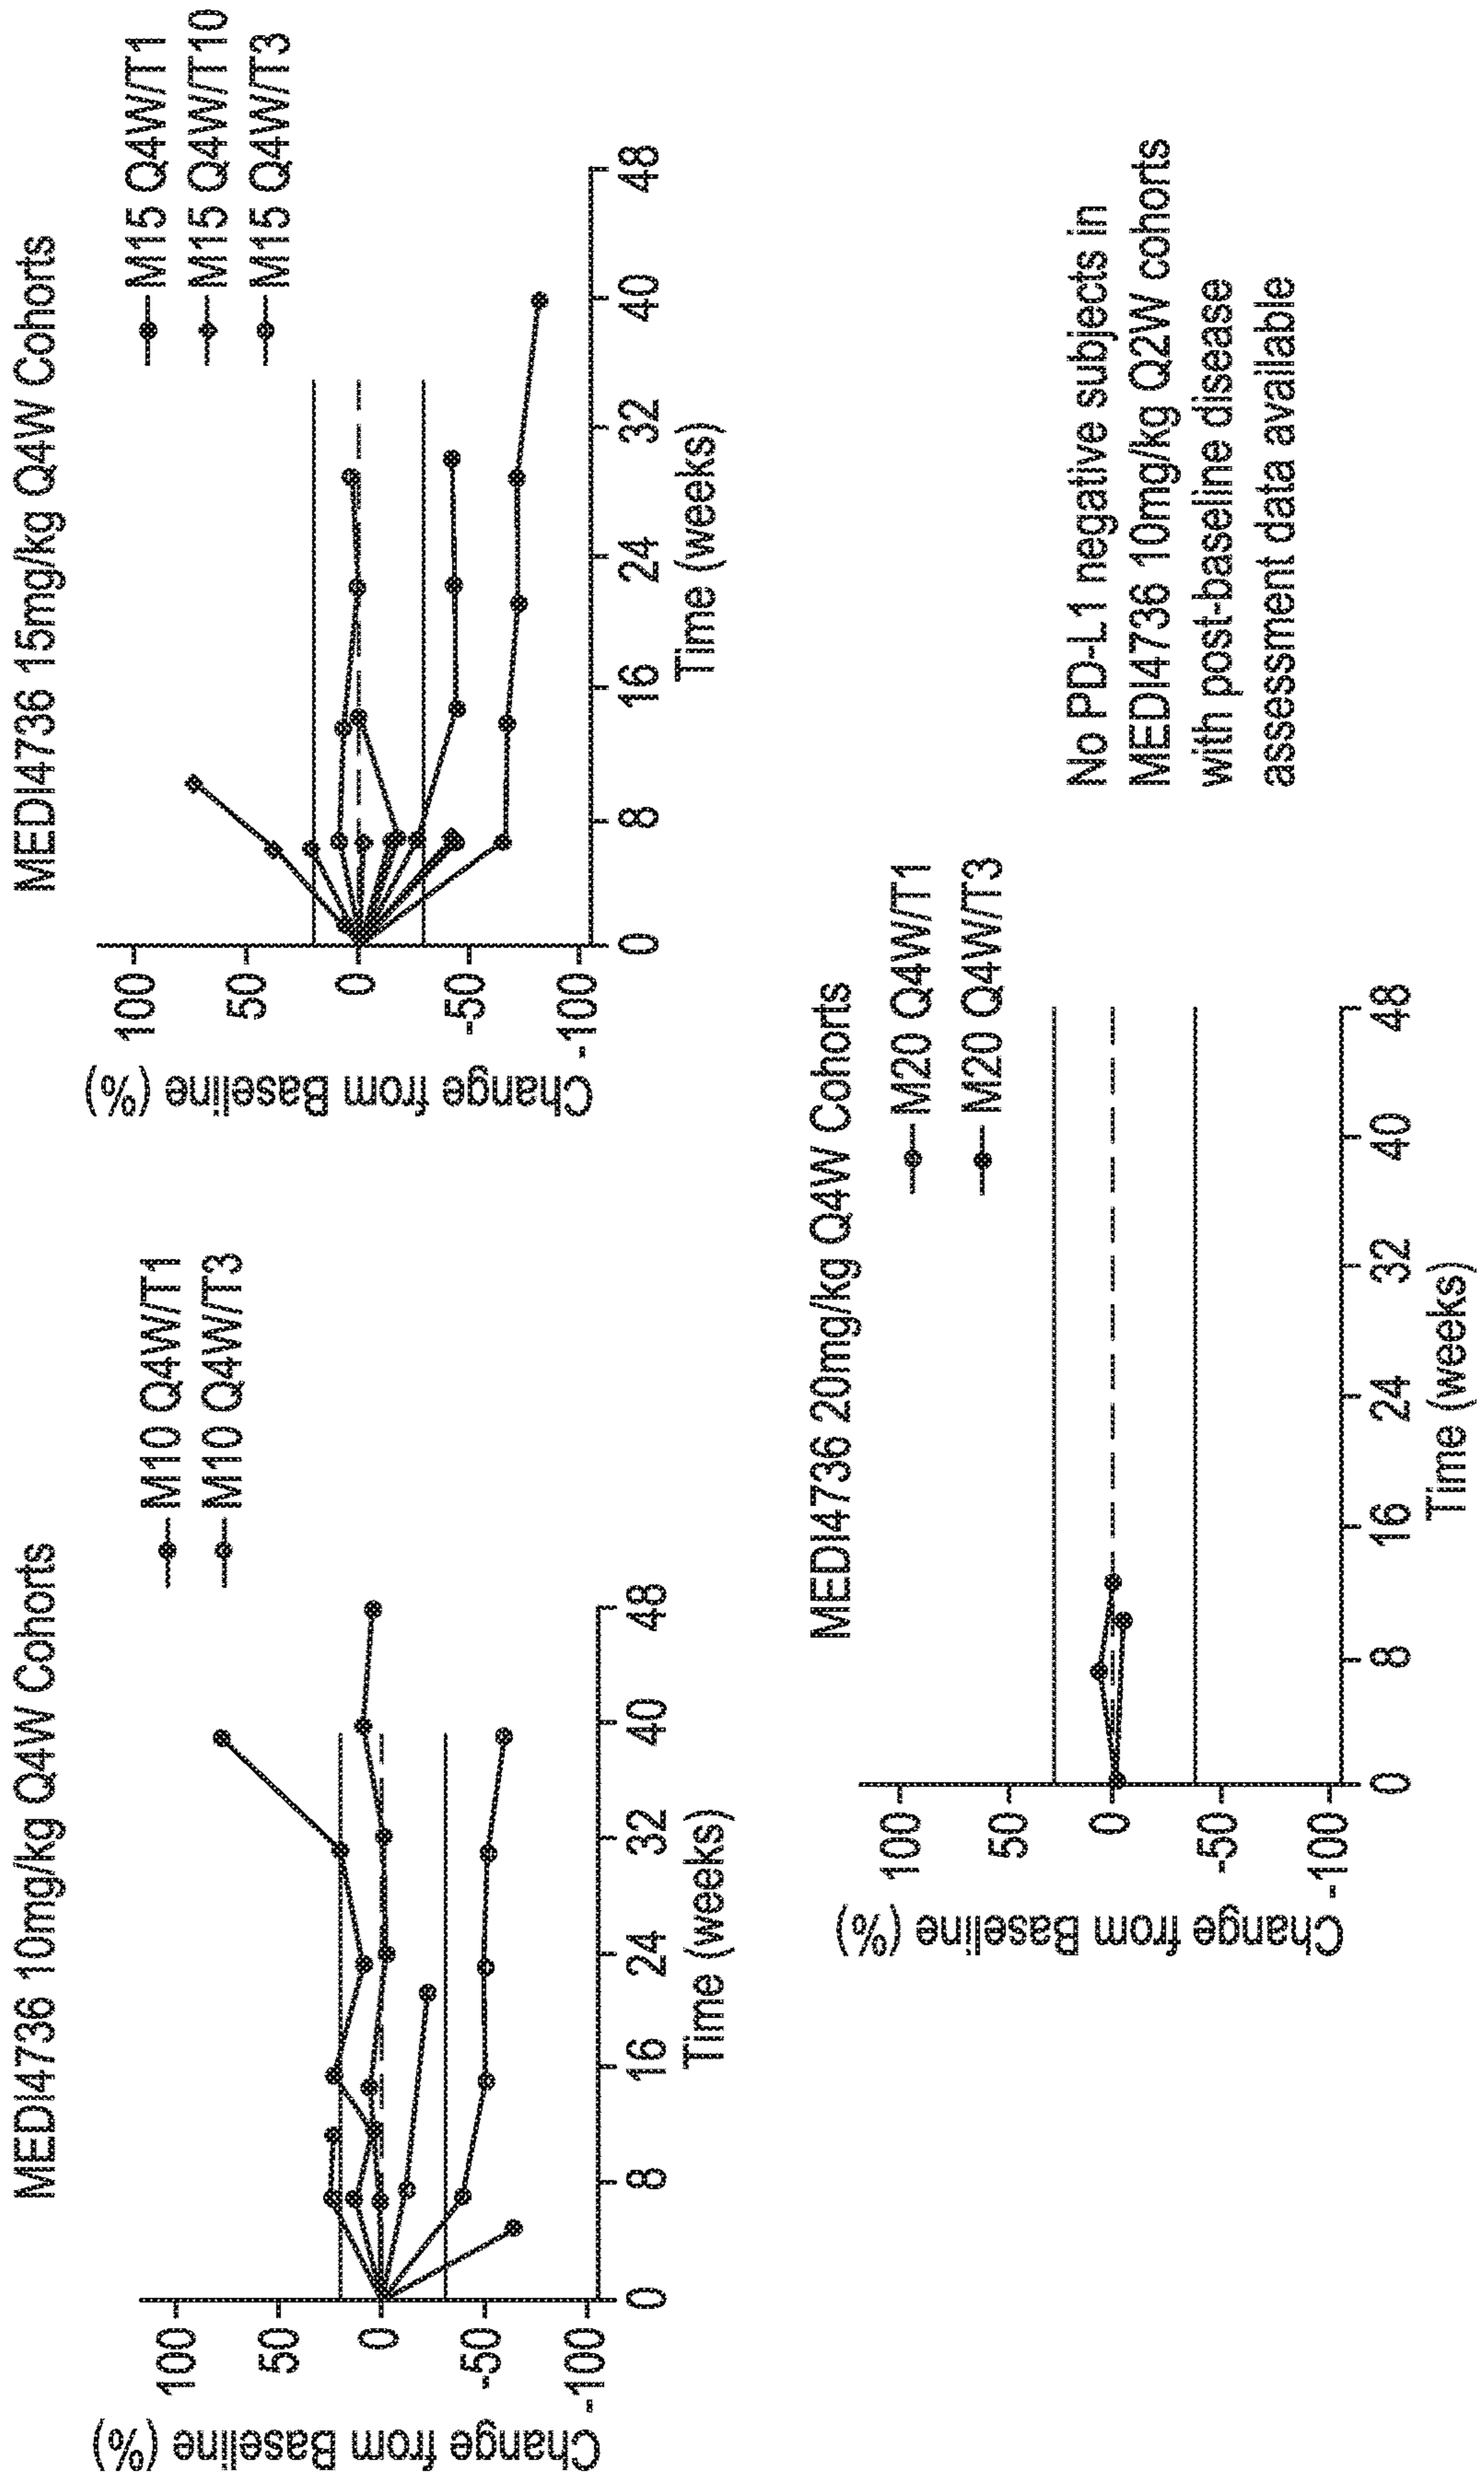 MEDI4736 10mg/kg Q4W Cohorts
M10 Q4W/T1
M10 Q4W/T3
Change from Baseline (%)
100
50
0
-50
-100
0 8 16 24 32 40 48
Time (weeks)
MEDI4736 15mg/kg Q4W Cohorts
M15 Q4W/T1
M15 Q4W/T10
M15 Q4W/T3
Change from Baseline (%)
100
50
0
-50
-100
0 8 16 24 32 40 48
Time (weeks)
MEDI4736 20mg/kg Q4W Cohorts
M20 Q4W/T1
M20 Q4W/T3
Change from Baseline (%)
100
50
0
-50
-100
0 8 16 24 32 40 48
Time (weeks)
No PD-L1 negative subjects in
MEDI4736 10mg/kg Q2W cohorts
with post-baseline disease
assessment data available